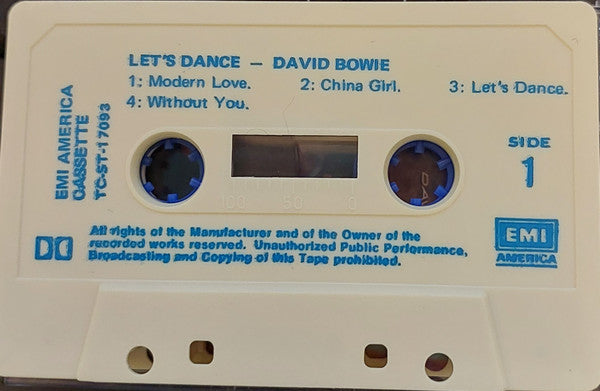 LET'S DANCE — DAVID BOWIE
1: Modern Love. 2: China Girl. 3: Let's Dance.
4: Without You.
EMI AMERICA
CASSETTE
TC-ST-17093
SIDE
1
100 50 0
All rights of the Manufacturer and of the Owner of the
recorded works reserved. Unauthorized Public Performance,
Broadcasting and Copying of this Tape prohibited.
EMI
AMERICA